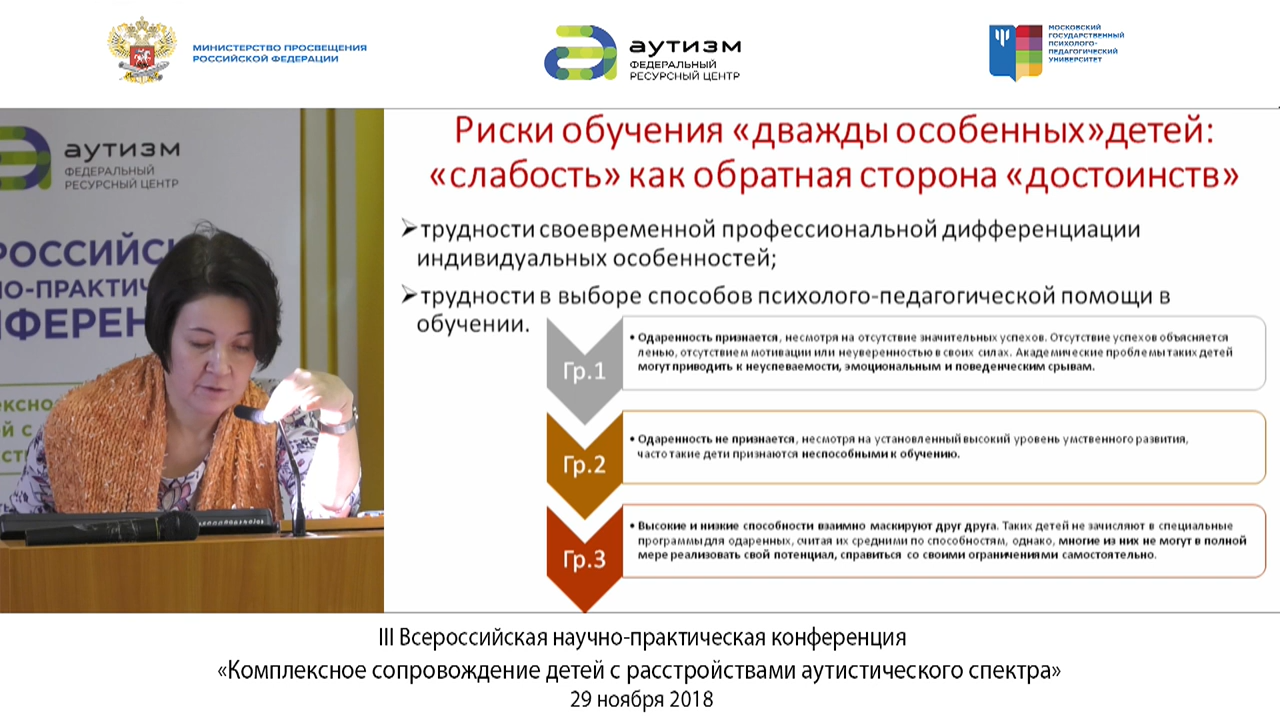 МИНИСТЕРСТВО ПРОСВЕЩЕНИЯ
РОССИЙСКОЙ ФЕДЕРАЦИИ
аутизм
ФЕДЕРАЛЬНЫЙ
РЕСУРСНЫЙ ЦЕНТР
МОСКОВСКИЙ
ГОСУДАРСТВЕННЫЙ
ПСИХОЛОГО-
ПЕДАГОГИЧЕСКИЙ
УНИВЕРСИТЕТ
аутизм
ФЕДЕРАЛЬНЫЙ
РЕСУРСНЫЙ ЦЕНТР
Риски обучения «дважды особенных»детей:
«слабость» как обратная сторона «достоинств»
трудности своевременной профессиональной дифференциации
индивидуальных особенностей;
трудности в выборе способов психолого-педагогической помощи в
обучении.
Гр.1
• Одаренность признается, несмотря на отсутствие значительных успехов. Отсутствие успехов объясняется
ленью, отсутствием мотивации или неуверенностью в своих силах. Академические проблемы таких детей
могут приводить к неуспеваемости, эмоциональным и поведенческим срывам.
Гр.2
• Одаренность не признается, несмотря на установленный высокий уровень умственного развития,
часто такие дети признаются неспособными к обучению.
Гр.3
• Высокие и низкие способности взаимно маскируют друг друга. Таких детей не зачисляют в специальные
программы для одаренных, считая их средними по способностям, однако, многие из них не могут в полной
мере реализовать свой потенциал, справиться со своими ограничениями самостоятельно.
III Всероссийская научно-практическая конференция
«Комплексное сопровождение детей с расстройствами аутистического спектра»
29 ноября 2018